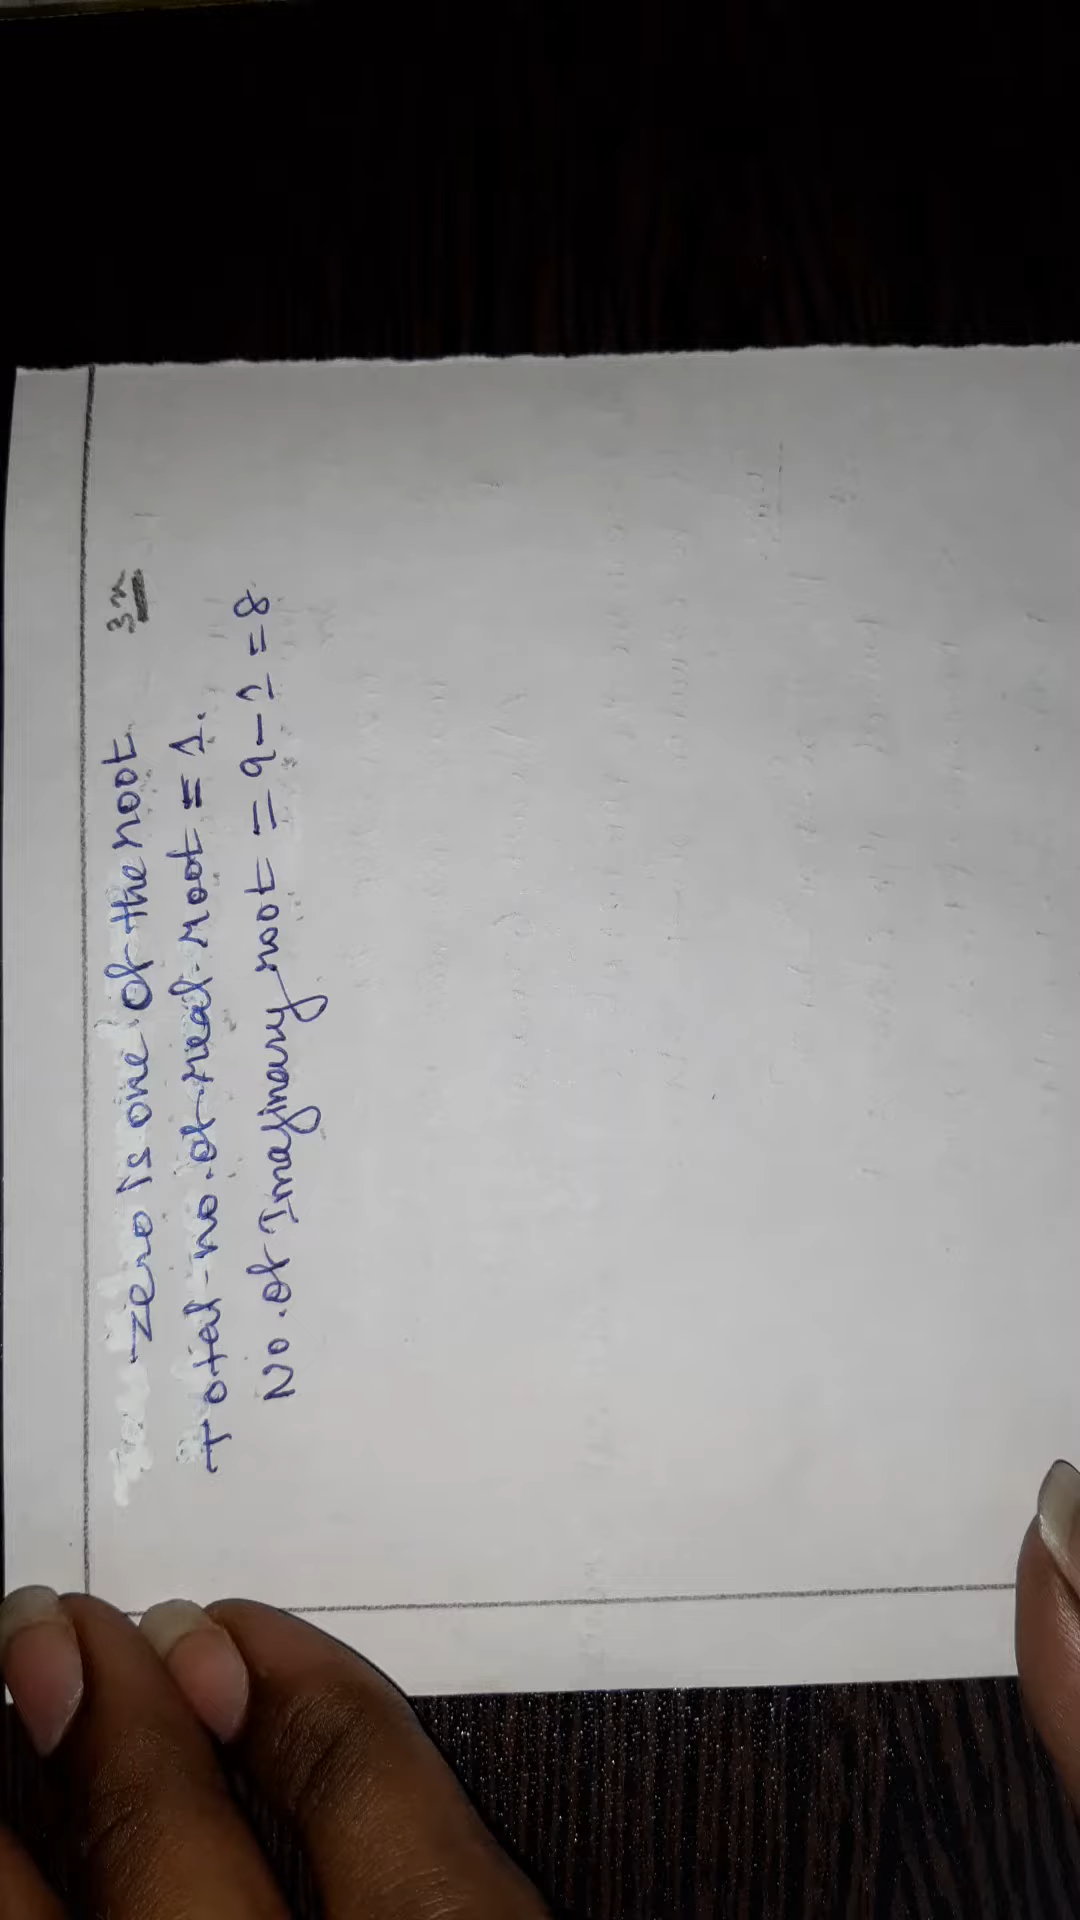 zero is one of the root 3m
Total no. of real root = 1.
No. of Imaginary root = 9-1 = 8